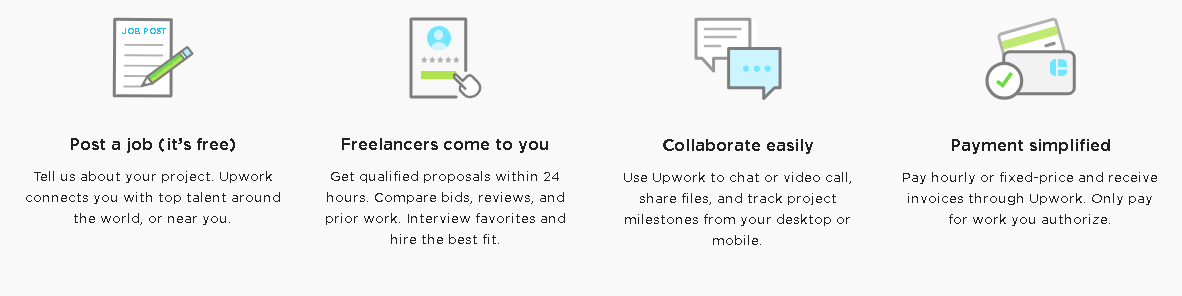 JOB POST
Post a job (it's free)
Tell us about your project. Upwork
connects you with top talent around
the world, or near you.
Freelancers come to you
Get qualified proposals within 24
hours. Compare bids, reviews, and
prior work. Interview favorites and
hire the best fit.
Collaborate easily
Use Upwork to chat or video call,
share files, and track project
milestones from your desktop or
mobile.
Payment simplified
Pay hourly or fixed-price and receive
invoices through Upwork. Only pay
for work you authorize.